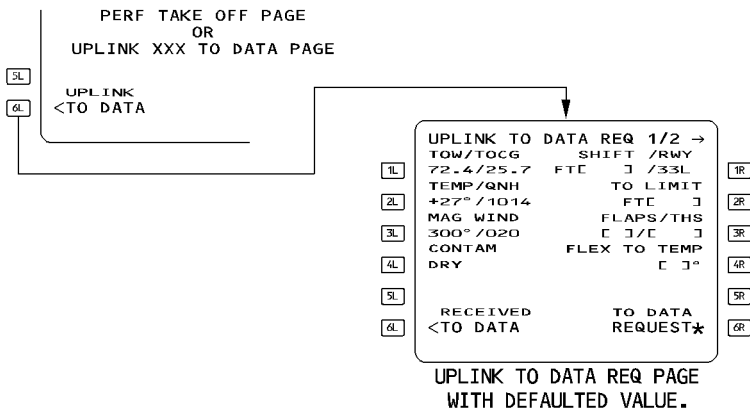 PERF TAKE OFF PAGE
OR
UPLINK XXX TO DATA PAGE
5L
UPLINK
6L <TO DATA
UPLINK TO DATA REQ 1/2 →
TOW/TOCG SHIFT /RWY
1L 72.4/25.7 FT[ ] /33L 1R
TEMP/QNH TO LIMIT
2L +27°/1014 FT[ ] 2R
MAG WIND FLAPS/THS
3L 300°/020 [ ]/[ ] 3R
CONTAM FLEX TO TEMP
4L DRY [ ]° 4R
5L 5R
RECEIVED TO DATA
6L <TO DATA REQUEST* 6R
UPLINK TO DATA REQ PAGE
WITH DEFAULTED VALUE.